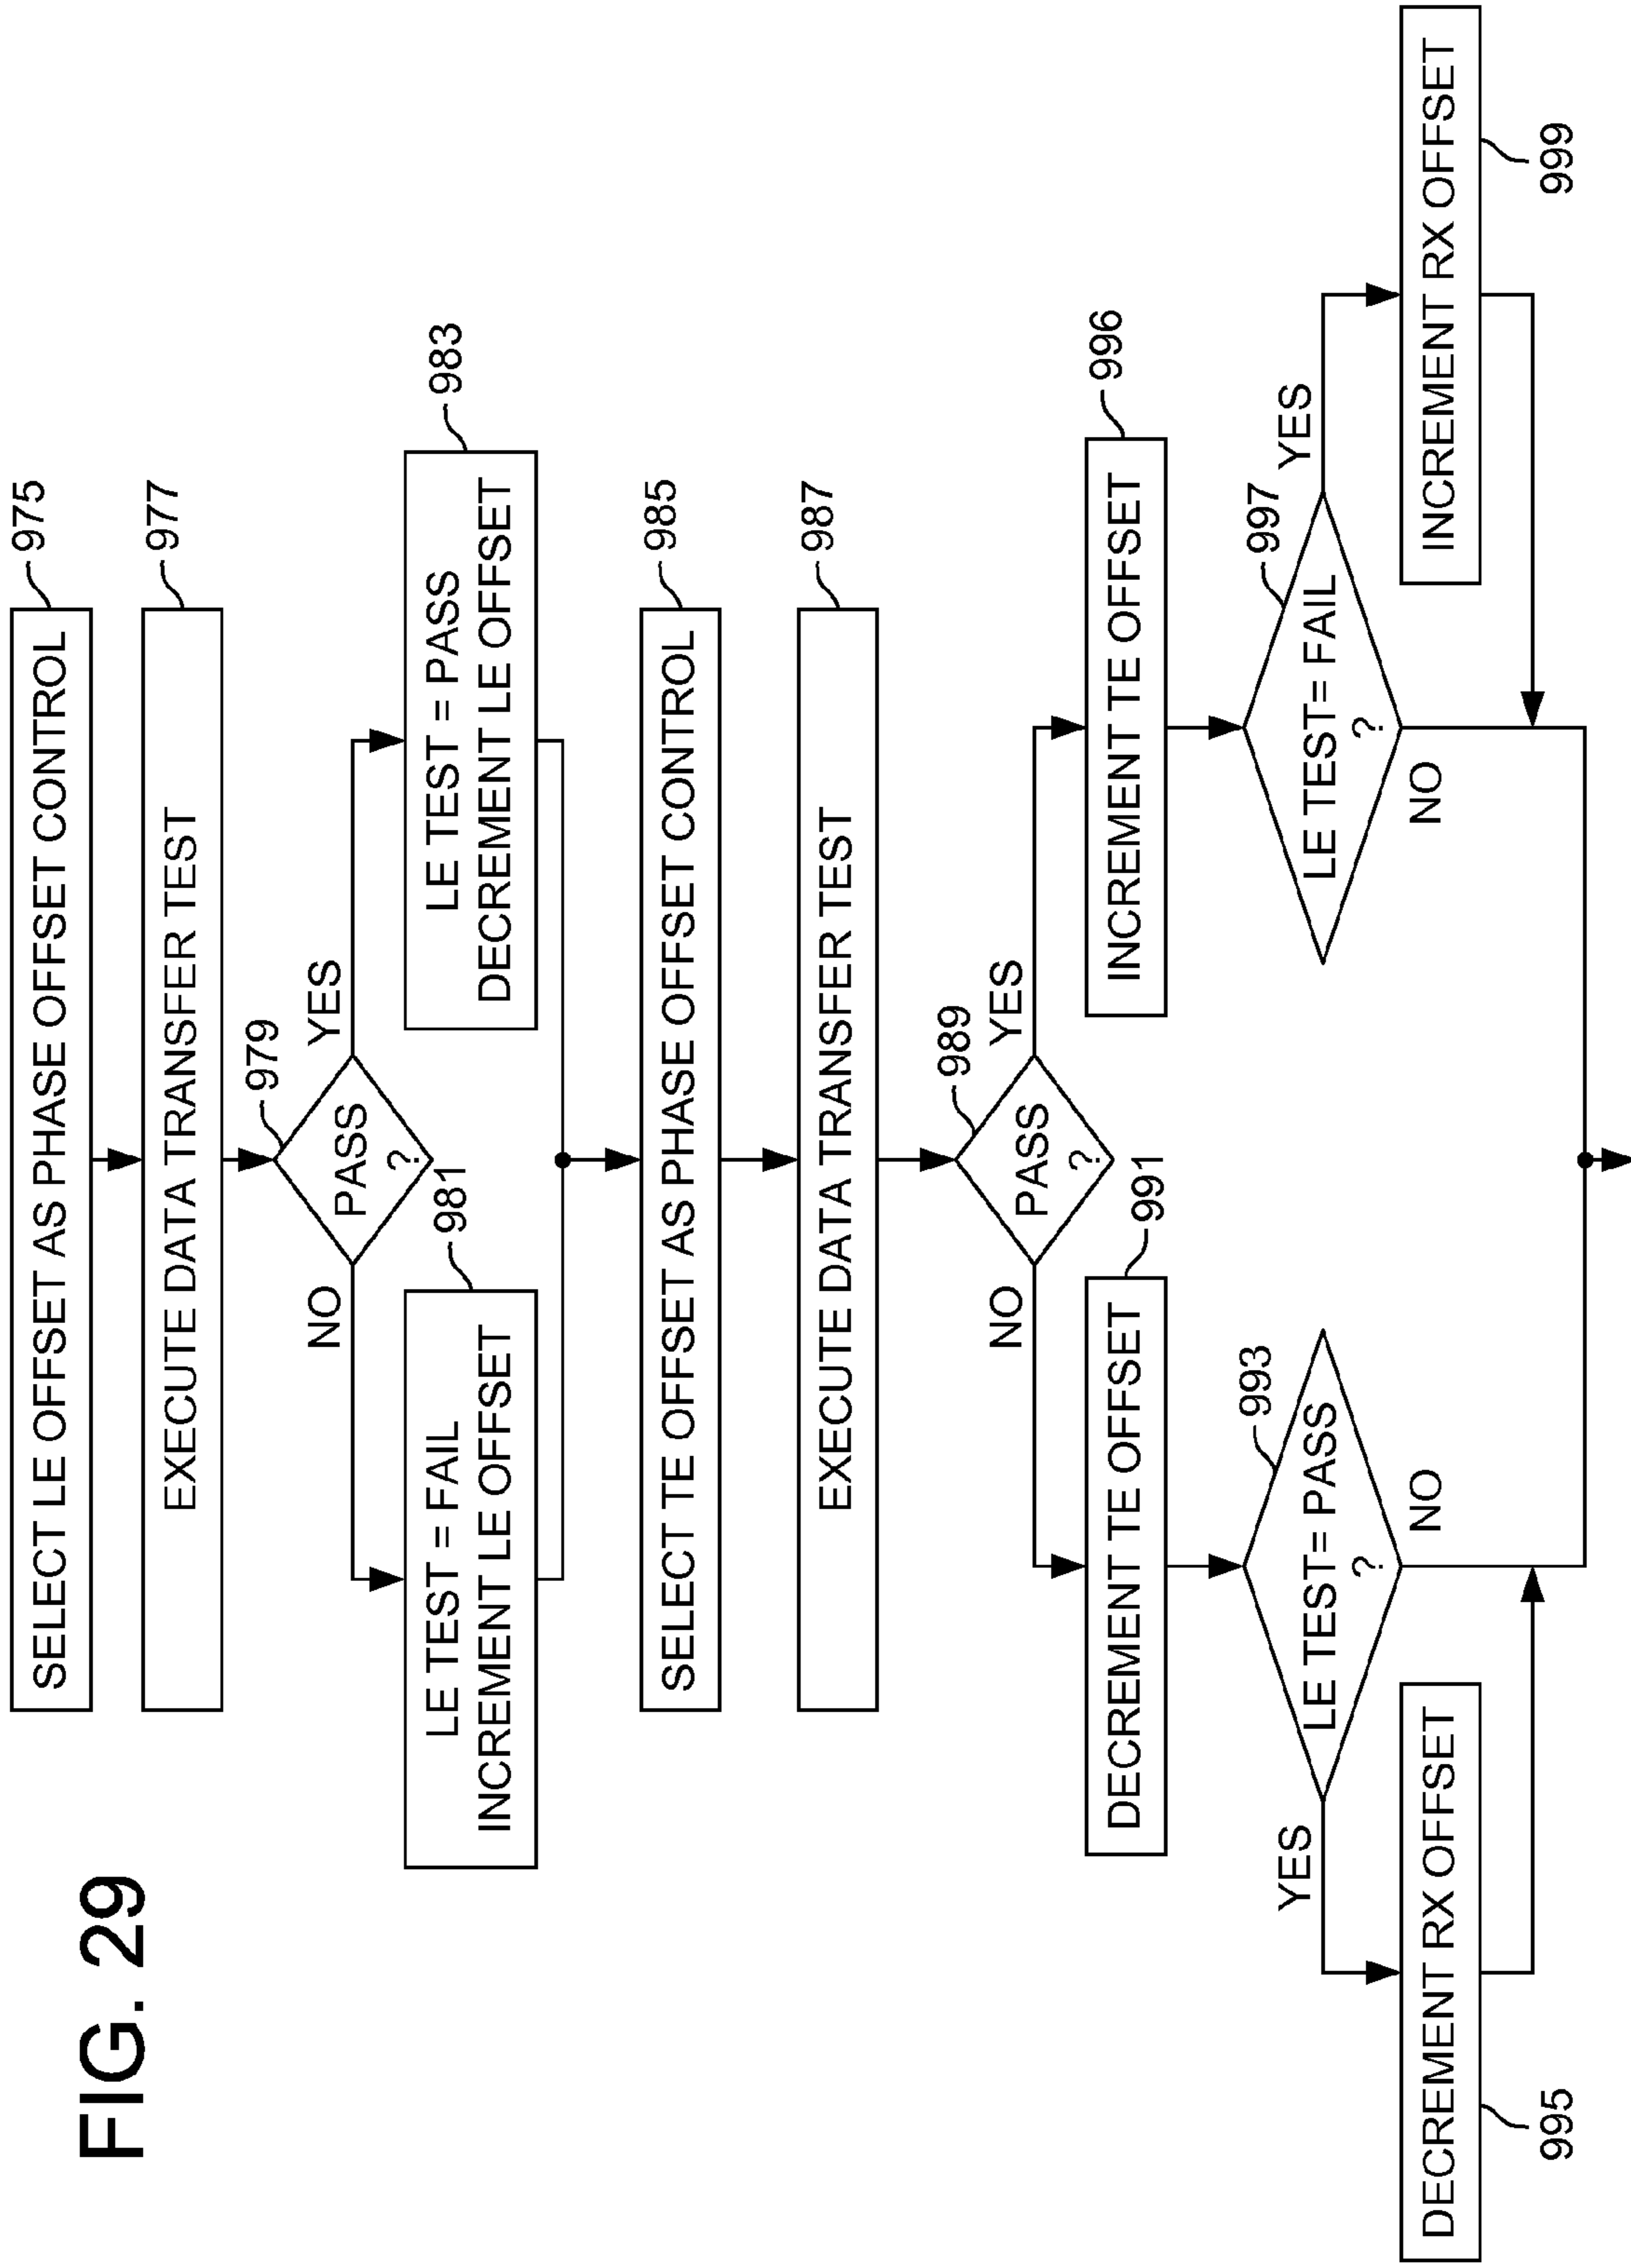 FIG. 29
SELECT LE OFFSET AS PHASE OFFSET CONTROL
975
EXECUTE DATA TRANSFER TEST
977
979
PASS
?
NO
YES
981
LE TEST = FAIL
INCREMENT LE OFFSET
983
LE TEST = PASS
DECREMENT LE OFFSET
SELECT TE OFFSET AS PHASE OFFSET CONTROL
985
EXECUTE DATA TRANSFER TEST
987
989
PASS
?
NO
YES
991
DECREMENT TE OFFSET
996
INCREMENT TE OFFSET
993
LE TEST= PASS
?
YES
NO
997
LE TEST= FAIL
?
YES
NO
DECREMENT RX OFFSET
995
INCREMENT RX OFFSET
999